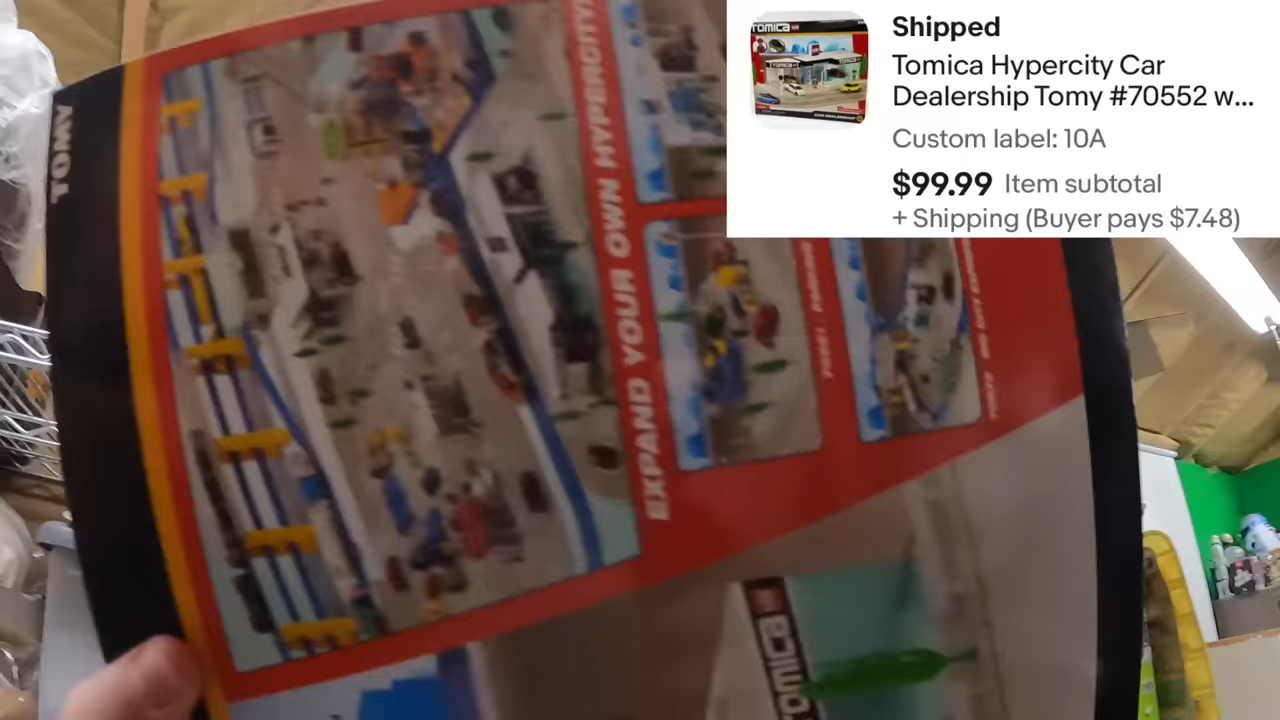 Shipped
Tomica Hypercity Car
Dealership Tomy #70552 w...
Custom label: 10A
$99.99 Item subtotal
+ Shipping (Buyer pays $7.48)
TOMICA
TOMICA
TOMY
EXPAND YOUR OWN HYPERCITY!
TOMICA